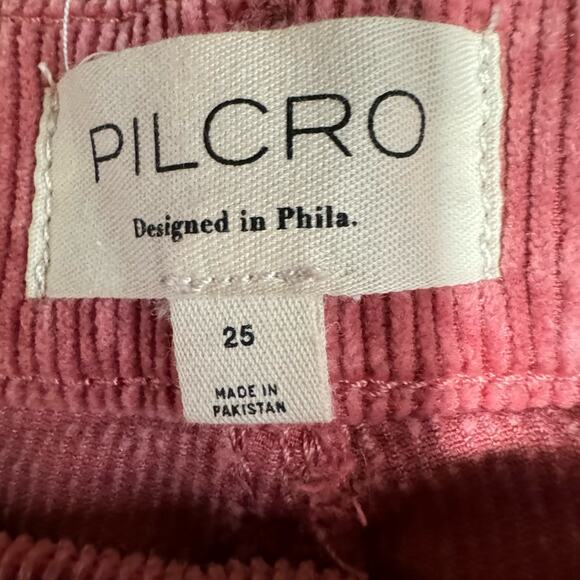 PILCRO
Designed in Phila.
25
MADE IN
PAKISTAN